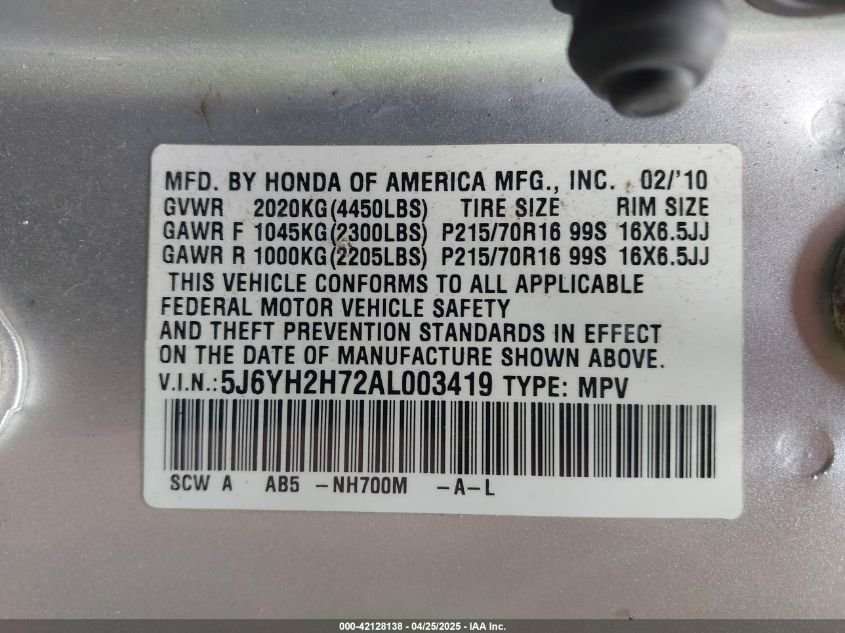 MFD. BY HONDA OF AMERICA MFG., INC. 02/'10
GVWR 2020KG(4450LBS) TIRE SIZE RIM SIZE
GAWR F 1045KG(2300LBS) P215/70R16 99S 16X6.5JJ
GAWR R 1000KG(2205LBS) P215/70R16 99S 16X6.5JJ
THIS VEHICLE CONFORMS TO ALL APPLICABLE
FEDERAL MOTOR VEHICLE SAFETY
AND THEFT PREVENTION STANDARDS IN EFFECT
ON THE DATE OF MANUFACTURE SHOWN ABOVE.
V.I.N.:5J6YH2H72AL003419 TYPE: MPV
SCW A AB5 -NH700M -A-L
000-42128138 - 04/25/2025 - IAA Inc.